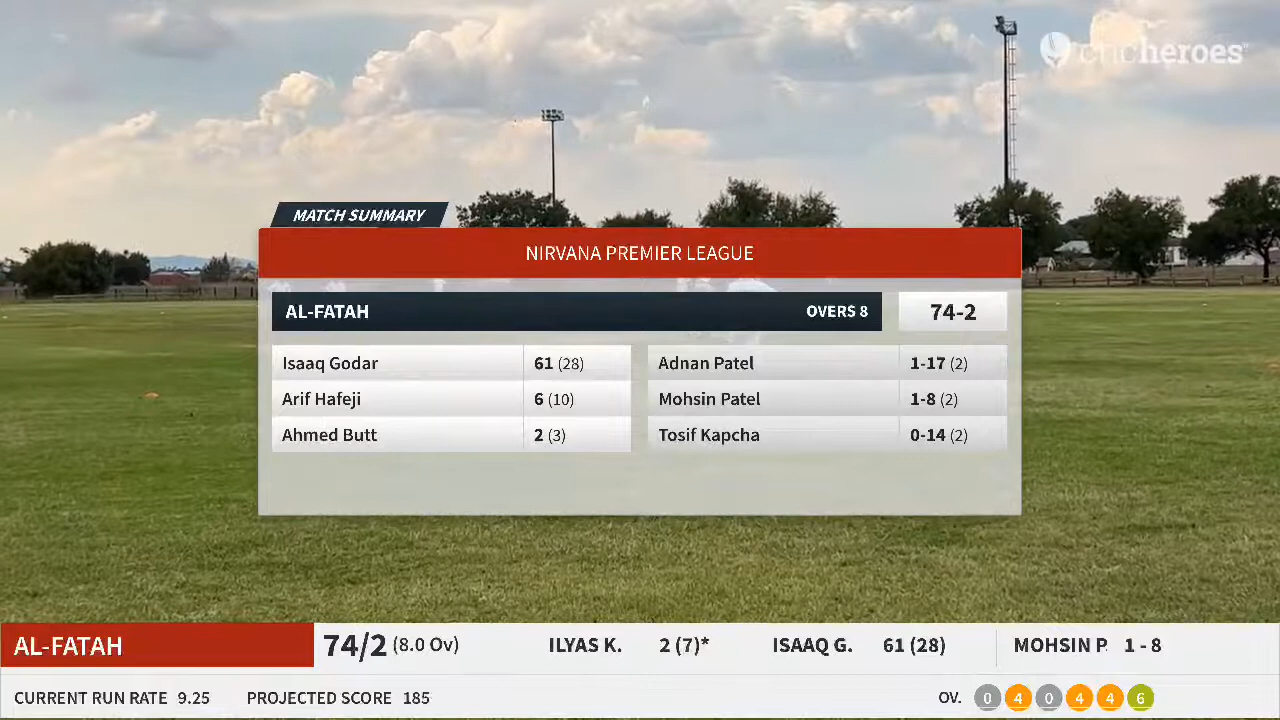 cricheroes
MATCH SUMMARY
NIRVANA PREMIER LEAGUE
AL-FATAH OVERS 8 74-2
Isaaq Godar 61 (28) Adnan Patel 1-17 (2)
Arif Hafeji 6 (10) Mohsin Patel 1-8 (2)
Ahmed Butt 2 (3) Tosif Kapcha 0-14 (2)
AL-FATAH 74/2 (8.0 Ov) ILYAS K. 2 (7)* ISAAQ G. 61 (28) MOHSIN P. 1 - 8
CURRENT RUN RATE 9.25 PROJECTED SCORE 185 OV. 0 4 0 4 4 6